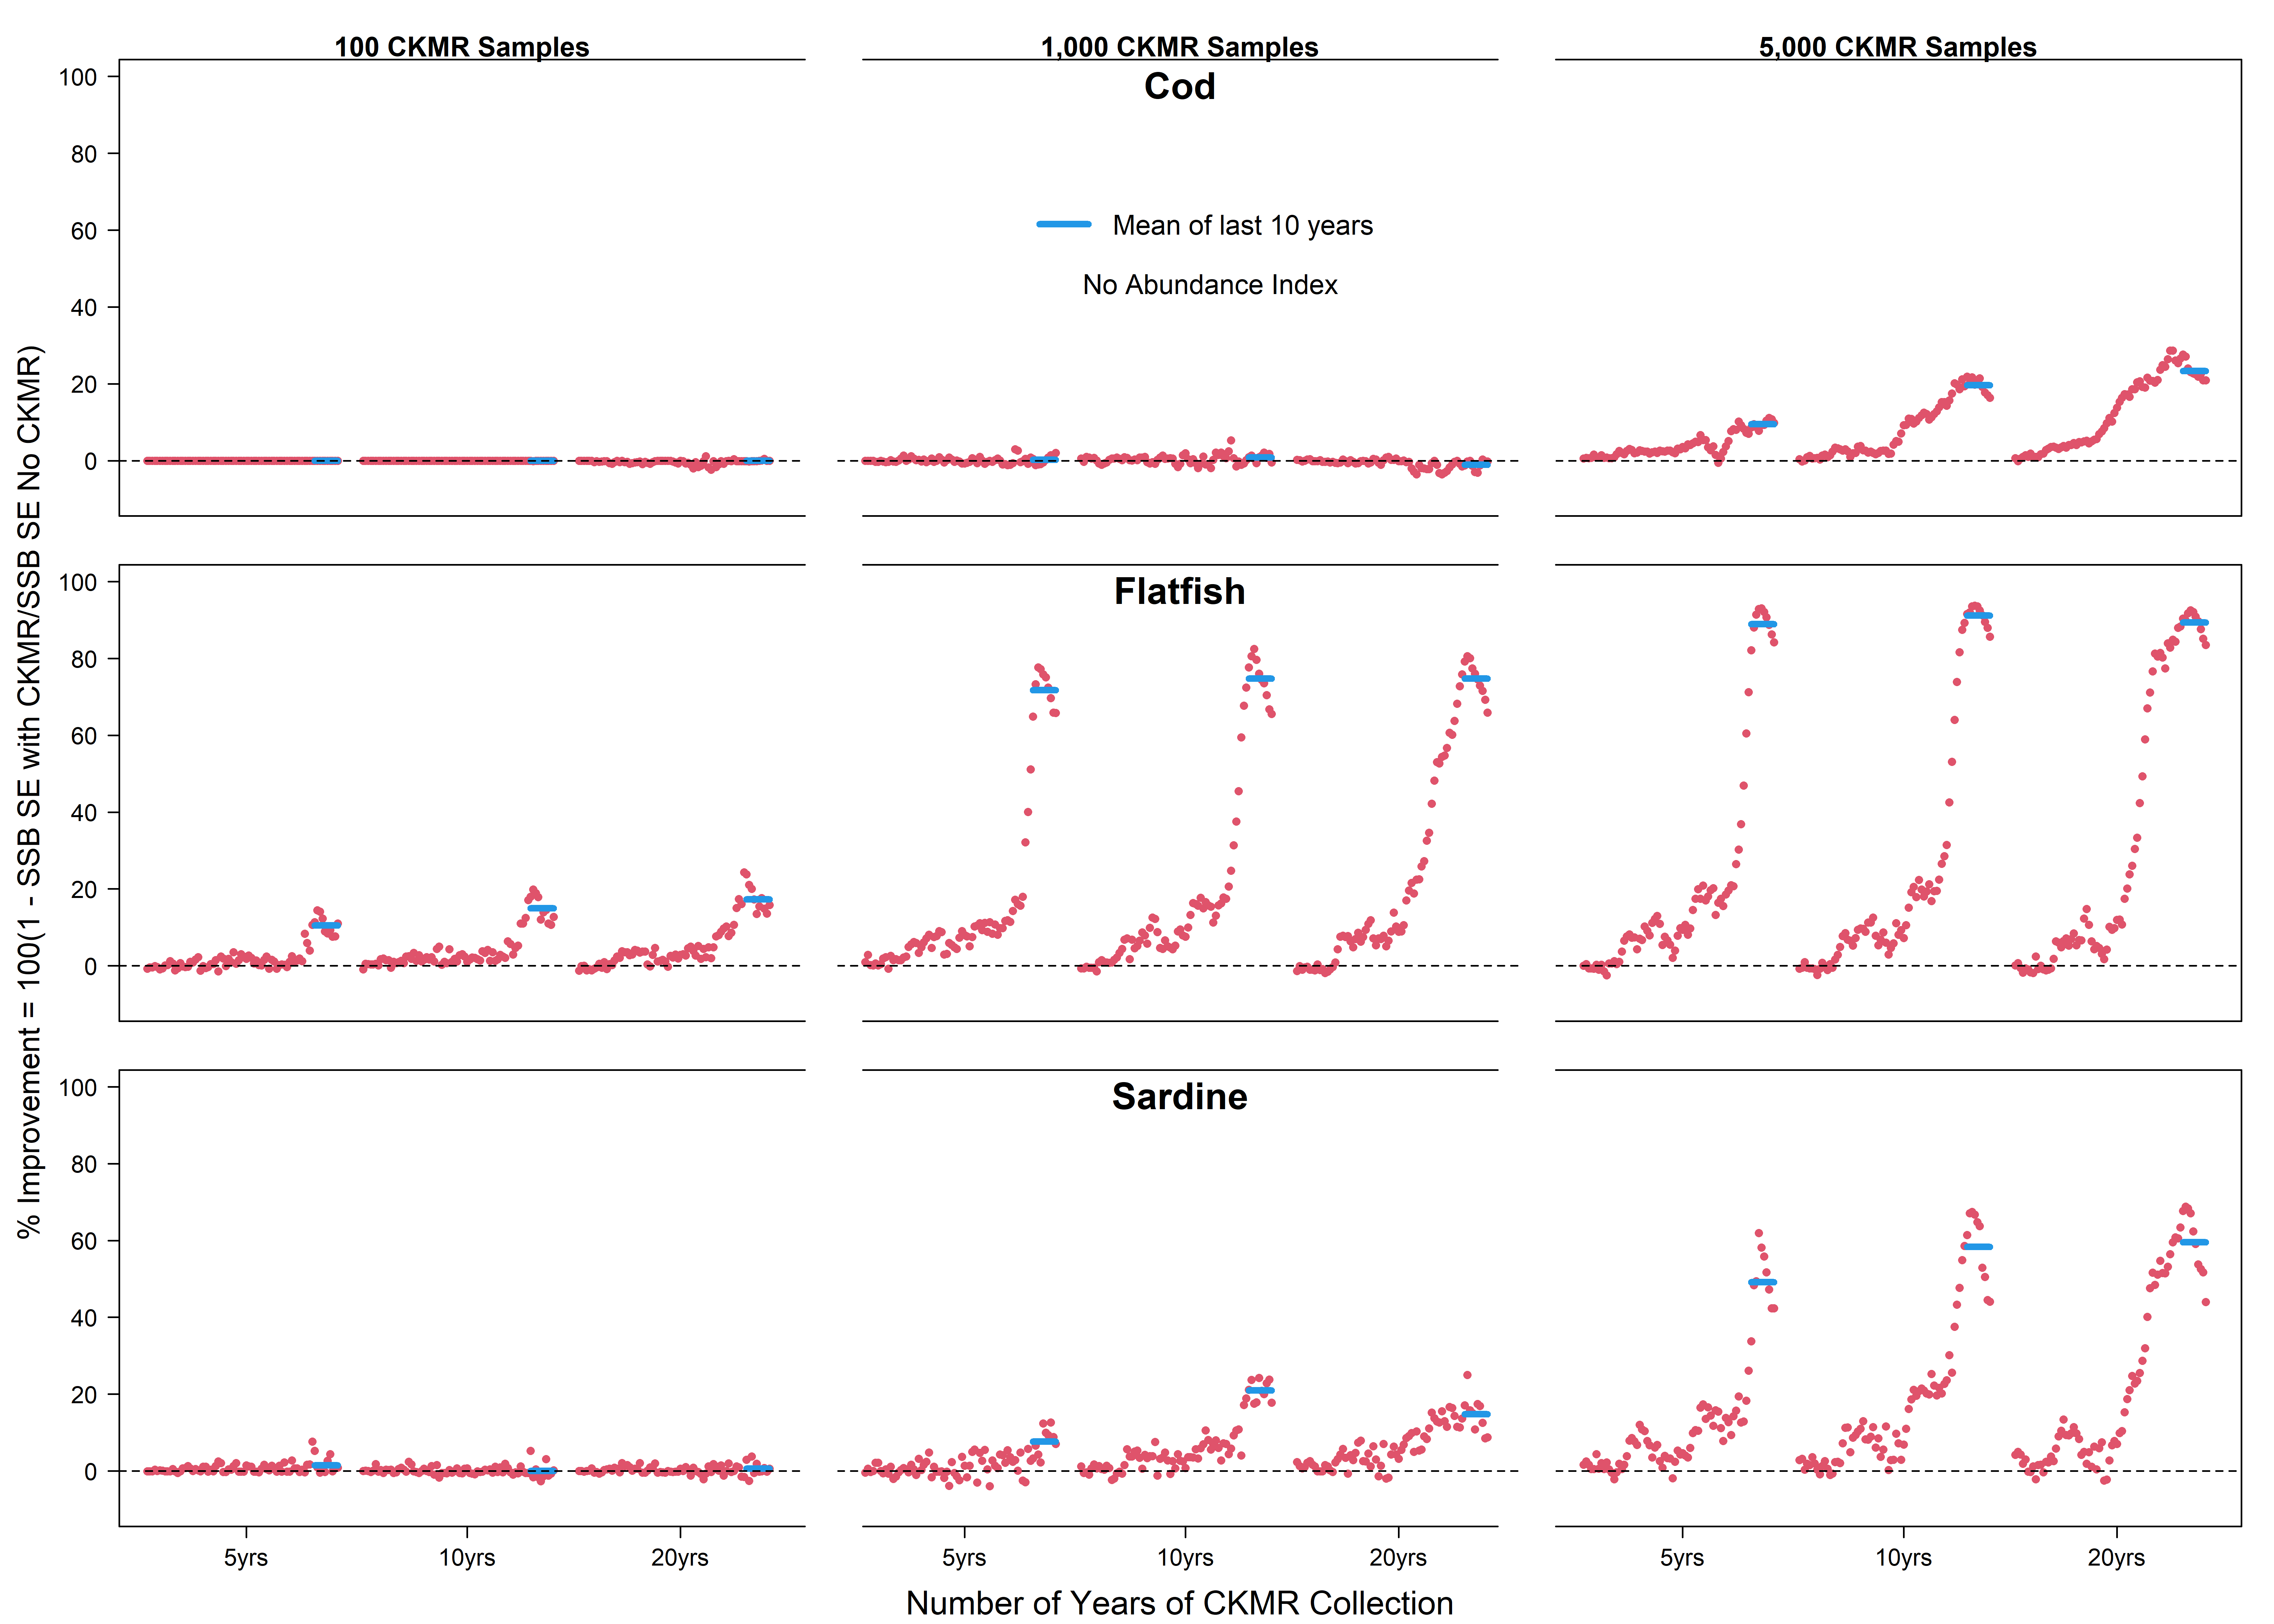 100 CKMR Samples
1,000 CKMR Samples
5,000 CKMR Samples
% Improvement = 100(1 - SSB SE with CKMR/SSB SE No CKMR)
Cod
100
80
60
40
20
0
Mean of last 10 years
No Abundance Index
Flatfish
100
80
60
40
20
0
Sardine
100
80
60
40
20
0
5yrs 10yrs 20yrs
5yrs 10yrs 20yrs
5yrs 10yrs 20yrs
Number of Years of CKMR Collection